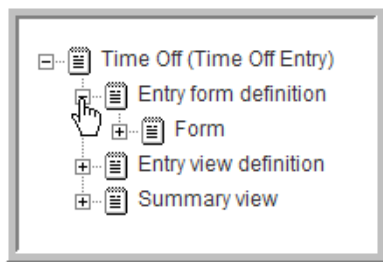 Time Off (Time Off Entry)
Entry form definition
Form
Entry view definition
Summary view